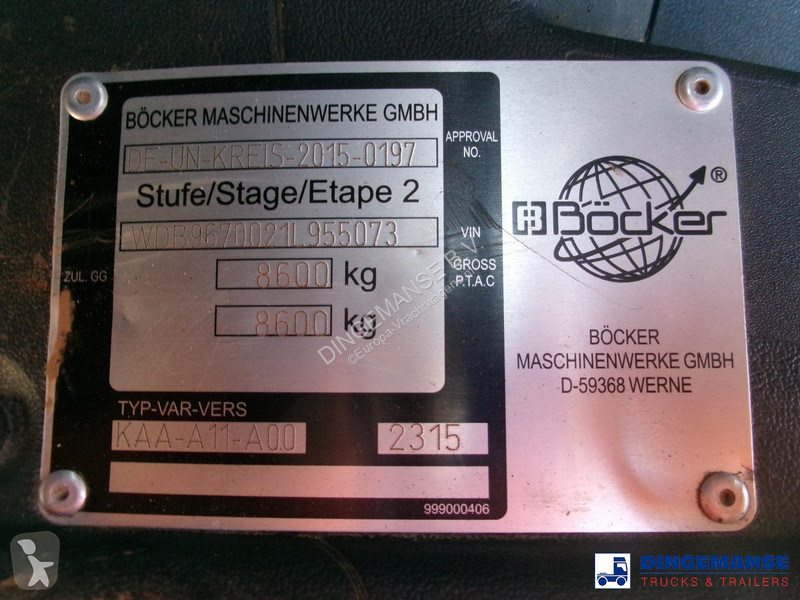 BÖCKER MASCHINENWERKE GMBH
DE-UN-KREIS-2015-0197
APPROVAL
NO.
Stufe/Stage/Etape 2
WDB9670021L955073
VIN
ZUL. GG
8600 kg
GROSS
P.T.A.C
8600 kg
TYP-VAR-VERS
KAA-A11-A00
2315
999000406
Böcker ®
BÖCKER
MASCHINENWERKE GMBH
D-59368 WERNE
DINGEMANSE B.V.
DINGEMANSE
TRUCKS & TRAILERS